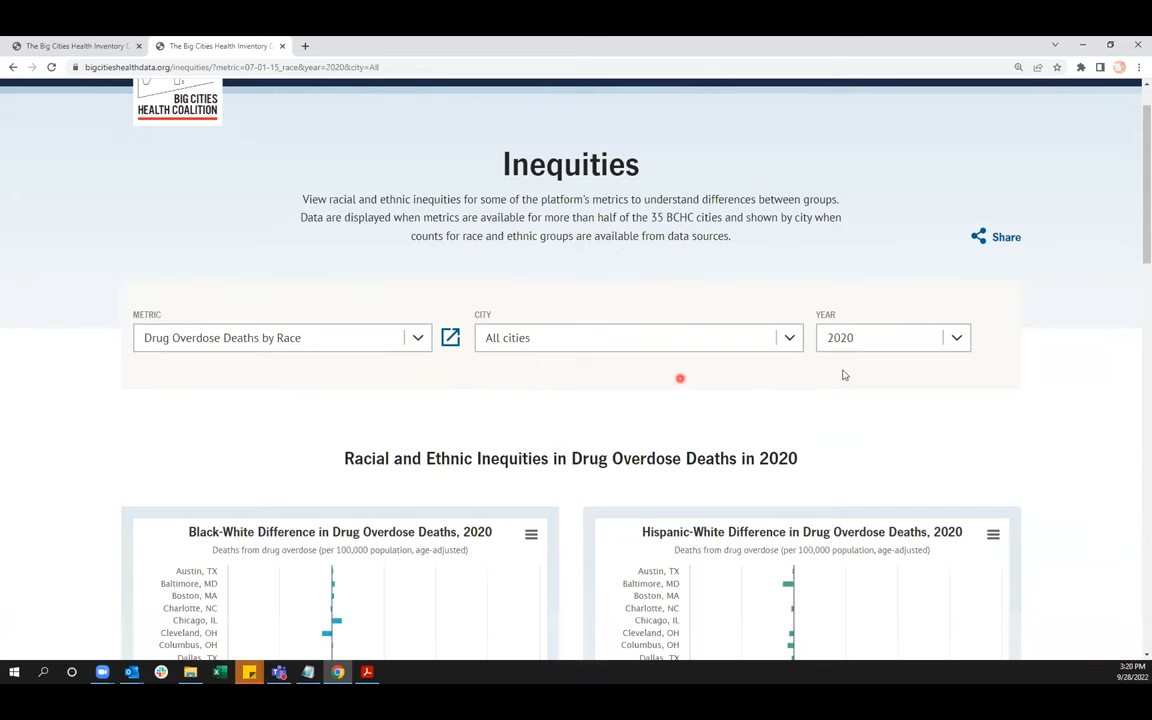 The Big Cities Health Inventory D
The Big Cities Health Inventory D
bigcitieshealthdata.org/inequities/?metric=07-01-15_race&year=2020&city=All
BIG CITIES
HEALTH COALITION
Inequities
View racial and ethnic inequities for some of the platform's metrics to understand differences between groups.
Data are displayed when metrics are available for more than half of the 35 BCHC cities and shown by city when
counts for race and ethnic groups are available from data sources.
Share
METRIC
CITY
YEAR
Drug Overdose Deaths by Race
All cities
2020
Racial and Ethnic Inequities in Drug Overdose Deaths in 2020
Black-White Difference in Drug Overdose Deaths, 2020
Deaths from drug overdose (per 100,000 population, age-adjusted)
Austin, TX
Baltimore, MD
Boston, MA
Charlotte, NC
Chicago, IL
Cleveland, OH
Columbus, OH
Dallas, TX
Hispanic-White Difference in Drug Overdose Deaths, 2020
Deaths from drug overdose (per 100,000 population, age-adjusted)
Austin, TX
Baltimore, MD
Boston, MA
Charlotte, NC
Chicago, IL
Cleveland, OH
Columbus, OH
Dallas, TX
3:20 PM
9/28/2022